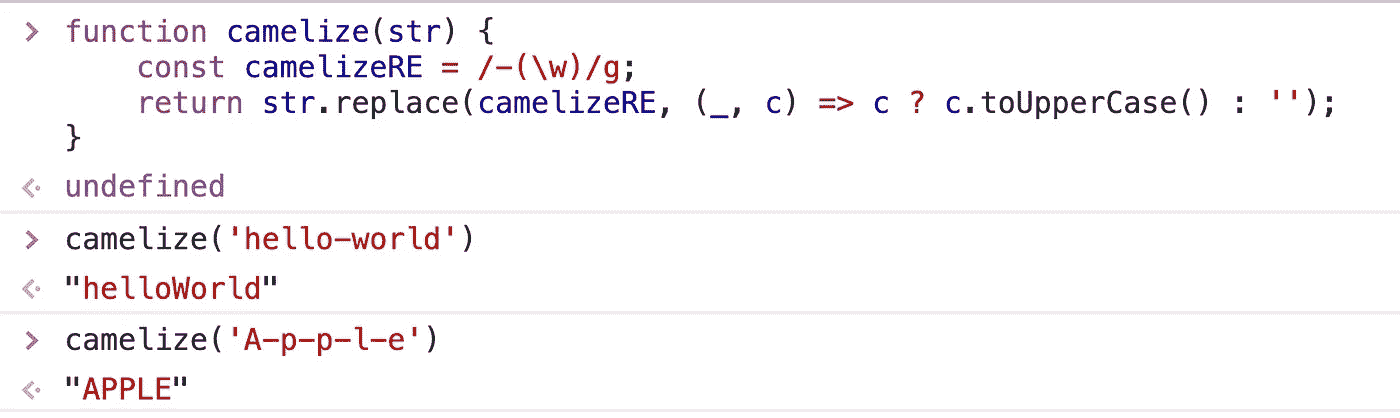 > function camelize(str) {
    const camelizeRE = /-(\w)/g;
    return str.replace(camelizeRE, (_, c) => c ? c.toUpperCase() : '');
}
undefined
> camelize('hello-world')
"helloWorld"
> camelize('A-p-p-l-e')
"APPLE"